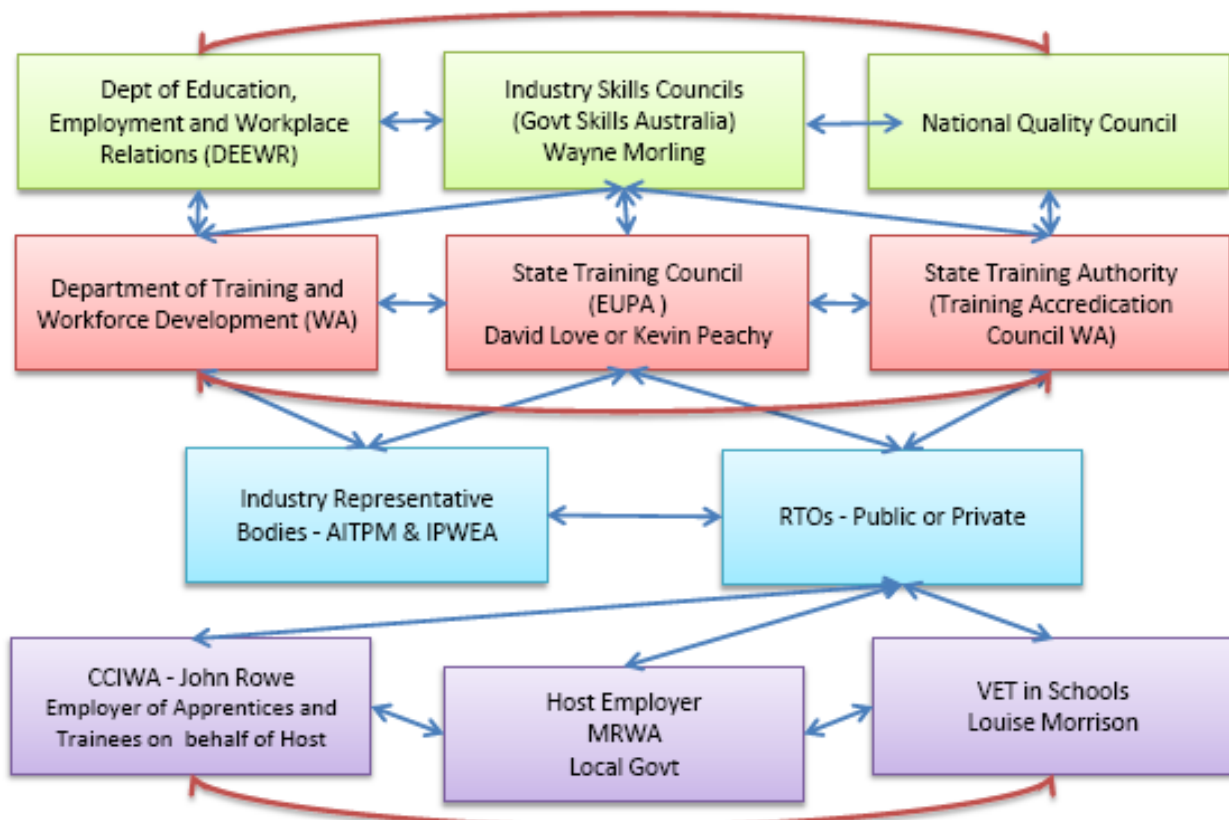 Dept of Education,
Employment and Workplace
Relations (DEEWR)
Industry Skills Councils
(Govt Skills Australia)
Wayne Morling
National Quality Council
Department of Training and
Workforce Development (WA)
State Training Council
(EUPA )
David Love or Kevin Peachy
State Training Authority
(Training Accredication
Council WA)
Industry Representative
Bodies - AITPM & IPWEA
RTOs - Public or Private
CCIWA - John Rowe
Employer of Apprentices and
Trainees on behalf of Host
Host Employer
MRWA
Local Govt
VET in Schools
Louise Morrison